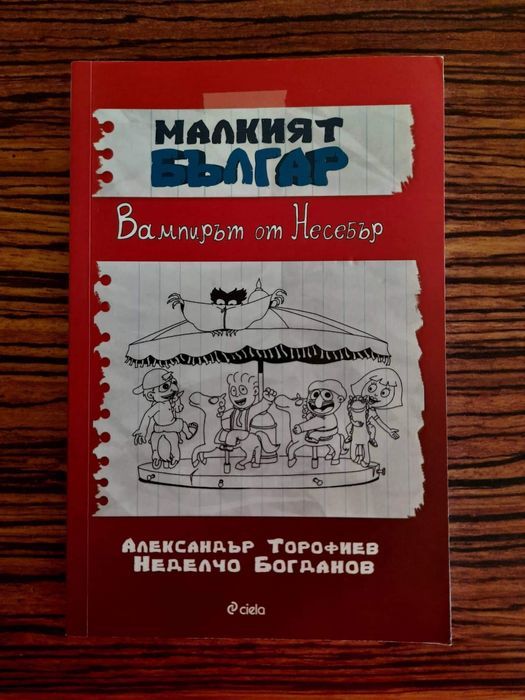 МАЛКИЯТ
БЪЛГАР
Вампирът от Несебър
АЛЕКСАНДЪР ТОРОФИЕВ
НЕДЕЛЧО БОГДАНОВ
ciela